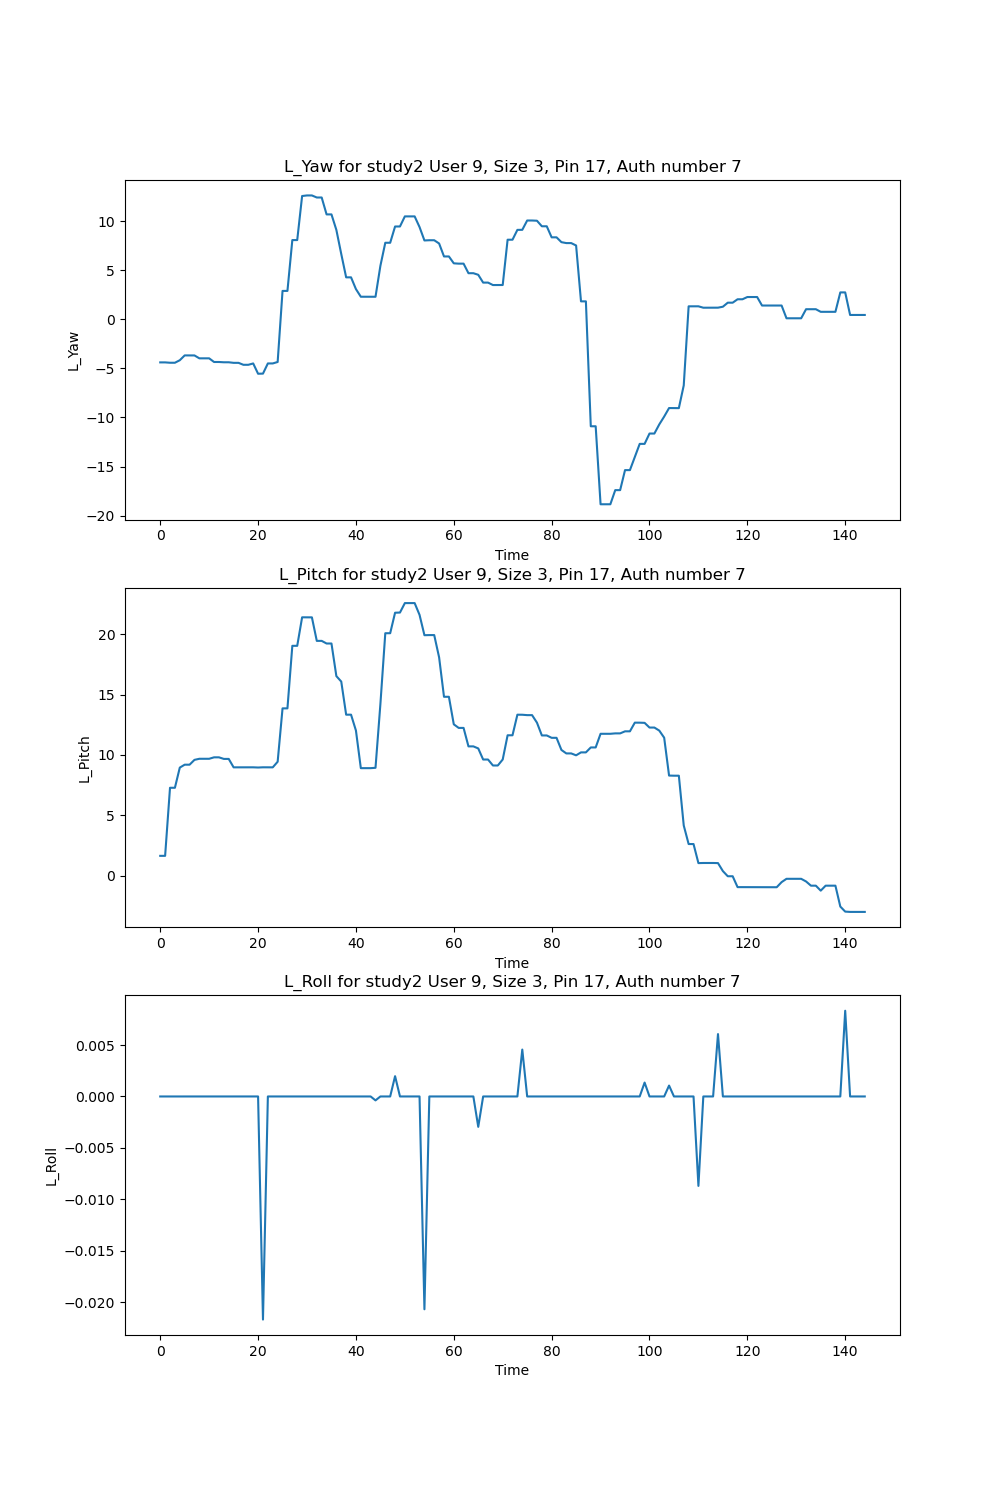 L_Yaw for study2 User 9, Size 3, Pin 17, Auth number 7
10
5
0
−5
−10
−15
−20
L_Yaw
0 20 40 60 80 100 120 140
Time
L_Pitch for study2 User 9, Size 3, Pin 17, Auth number 7
20
15
10
5
0
L_Pitch
0 20 40 60 80 100 120 140
Time
L_Roll for study2 User 9, Size 3, Pin 17, Auth number 7
0.005
0.000
−0.005
−0.010
−0.015
−0.020
L_Roll
0 20 40 60 80 100 120 140
Time